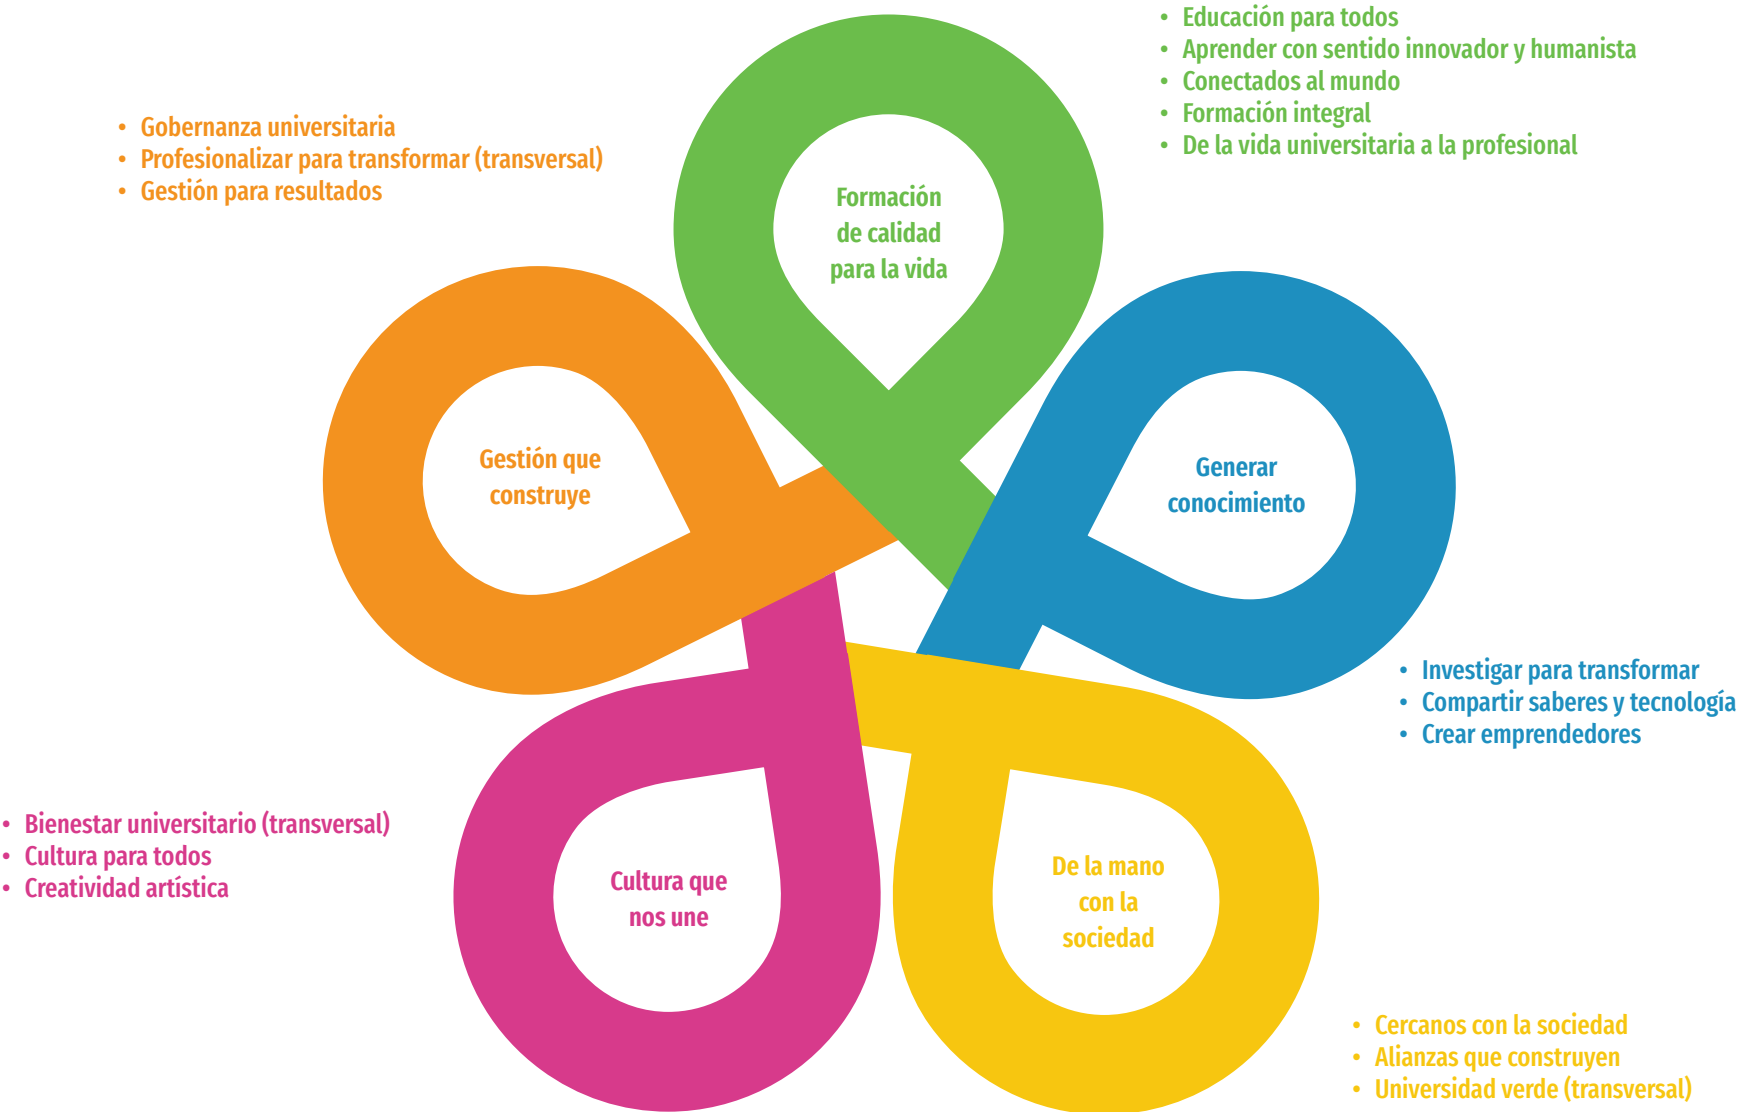 • Educación para todos
• Aprender con sentido innovador y humanista
• Conectados al mundo
• Formación integral
• De la vida universitaria a la profesional
• Gobernanza universitaria
• Profesionalizar para transformar (transversal)
• Gestión para resultados
Formación
de calidad
para la vida
Gestión que
construye
Generar
conocimiento
• Investigar para transformar
• Compartir saberes y tecnología
• Crear emprendedores
• Bienestar universitario (transversal)
• Cultura para todos
• Creatividad artística
Cultura que
nos une
De la mano
con la
sociedad
• Cercanos con la sociedad
• Alianzas que construyen
• Universidad verde (transversal)